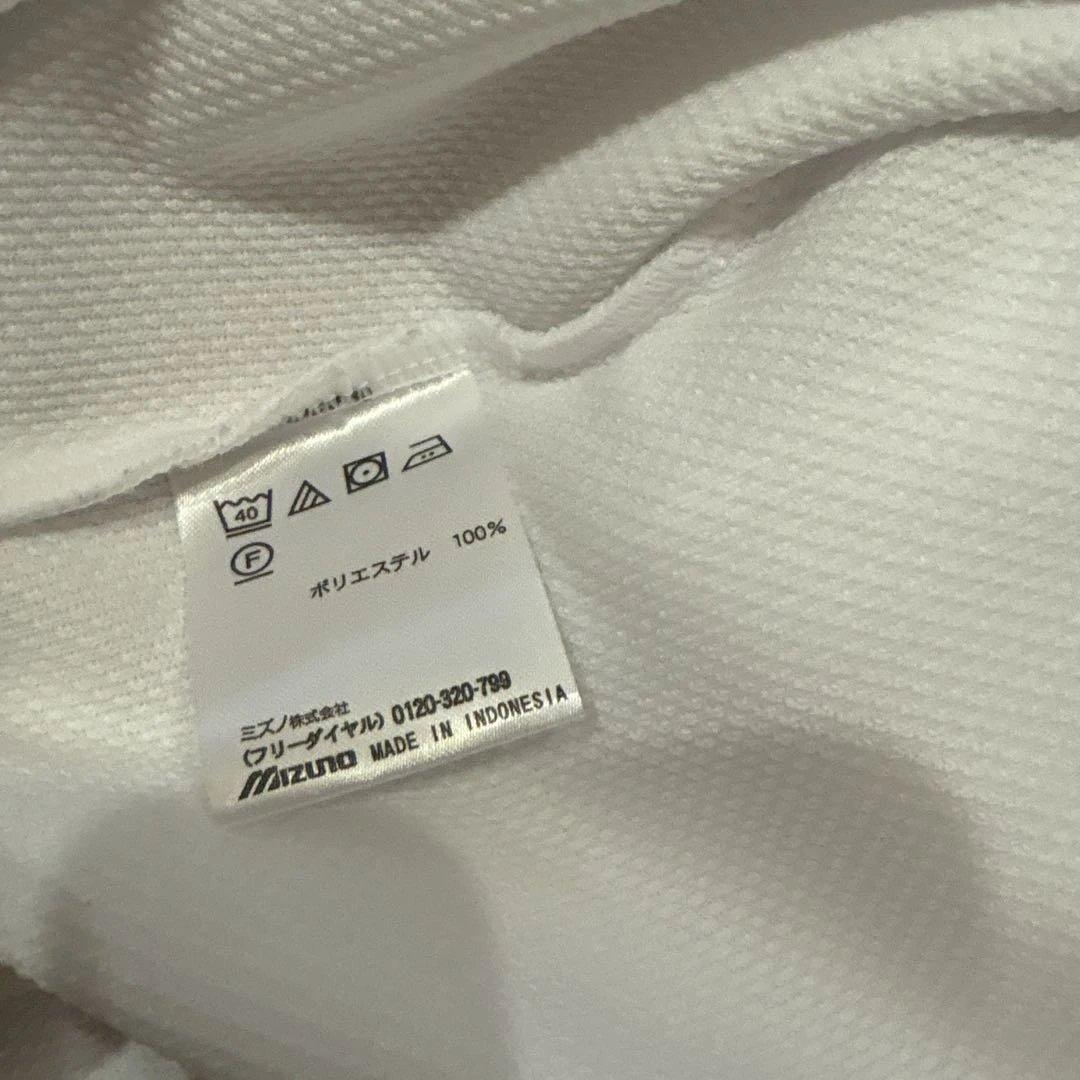 40
F
ポリエステル 100%
ミズノ株式会社
(フリーダイヤル) 0120-320-799
MIZUNO MADE IN INDONESIA